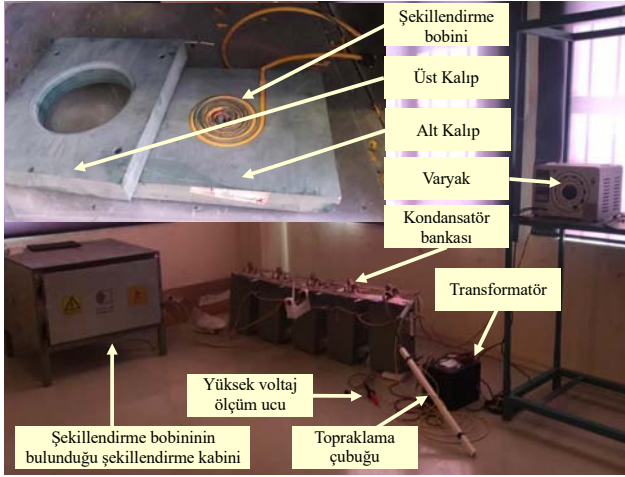 Şekillendirme
bobini
Üst Kalıp
Alt Kalıp
Varyak
Kondansatör
bankası
Transformatör
Yüksek voltaj
ölçüm ucu
Topraklama
çubuğu
Şekillendirme bobininin
bulunduğu şekillendirme kabini